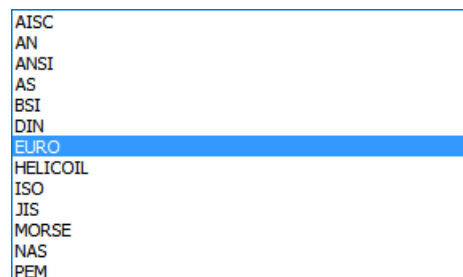 AISC
AN
ANSI
AS
BSI
DIN
EURO
HELICOIL
ISO
JIS
MORSE
NAS
PEM